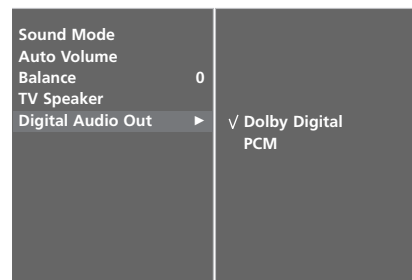 Sound Mode
Auto Volume
Balance 0
TV Speaker
Digital Audio Out ►
√ Dolby Digital
PCM